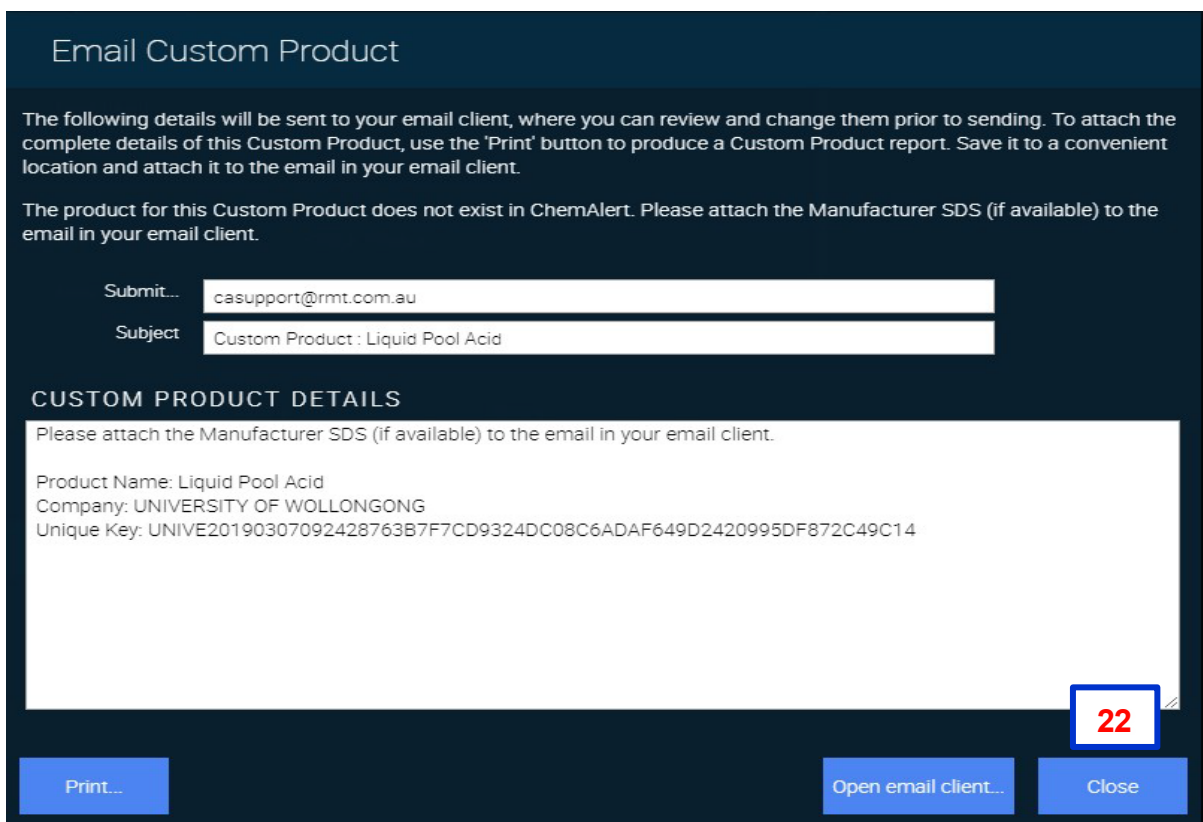 Email Custom Product
The following details will be sent to your email client, where you can review and change them prior to sending. To attach the
complete details of this Custom Product, use the 'Print' button to produce a Custom Product report. Save it to a convenient
location and attach it to the email in your email client.
The product for this Custom Product does not exist in ChemAlert. Please attach the Manufacturer SDS (if available) to the
email in your email client.
Submit...
casupport@rmt.com.au
Subject
Custom Product : Liquid Pool Acid
CUSTOM PRODUCT DETAILS
Please attach the Manufacturer SDS (if available) to the email in your email client.
Product Name: Liquid Pool Acid
Company: UNIVERSITY OF WOLLONGONG
Unique Key: UNIVE20190307092428763B7F7CD9324DC08C6ADAF649D2420995DF872C49C14
22
Print...
Open email client...
Close